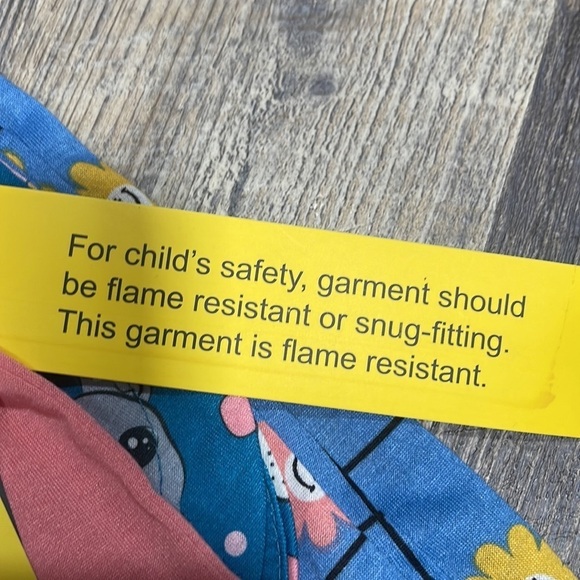 For child's safety, garment should
be flame resistant or snug-fitting.
This garment is flame resistant.